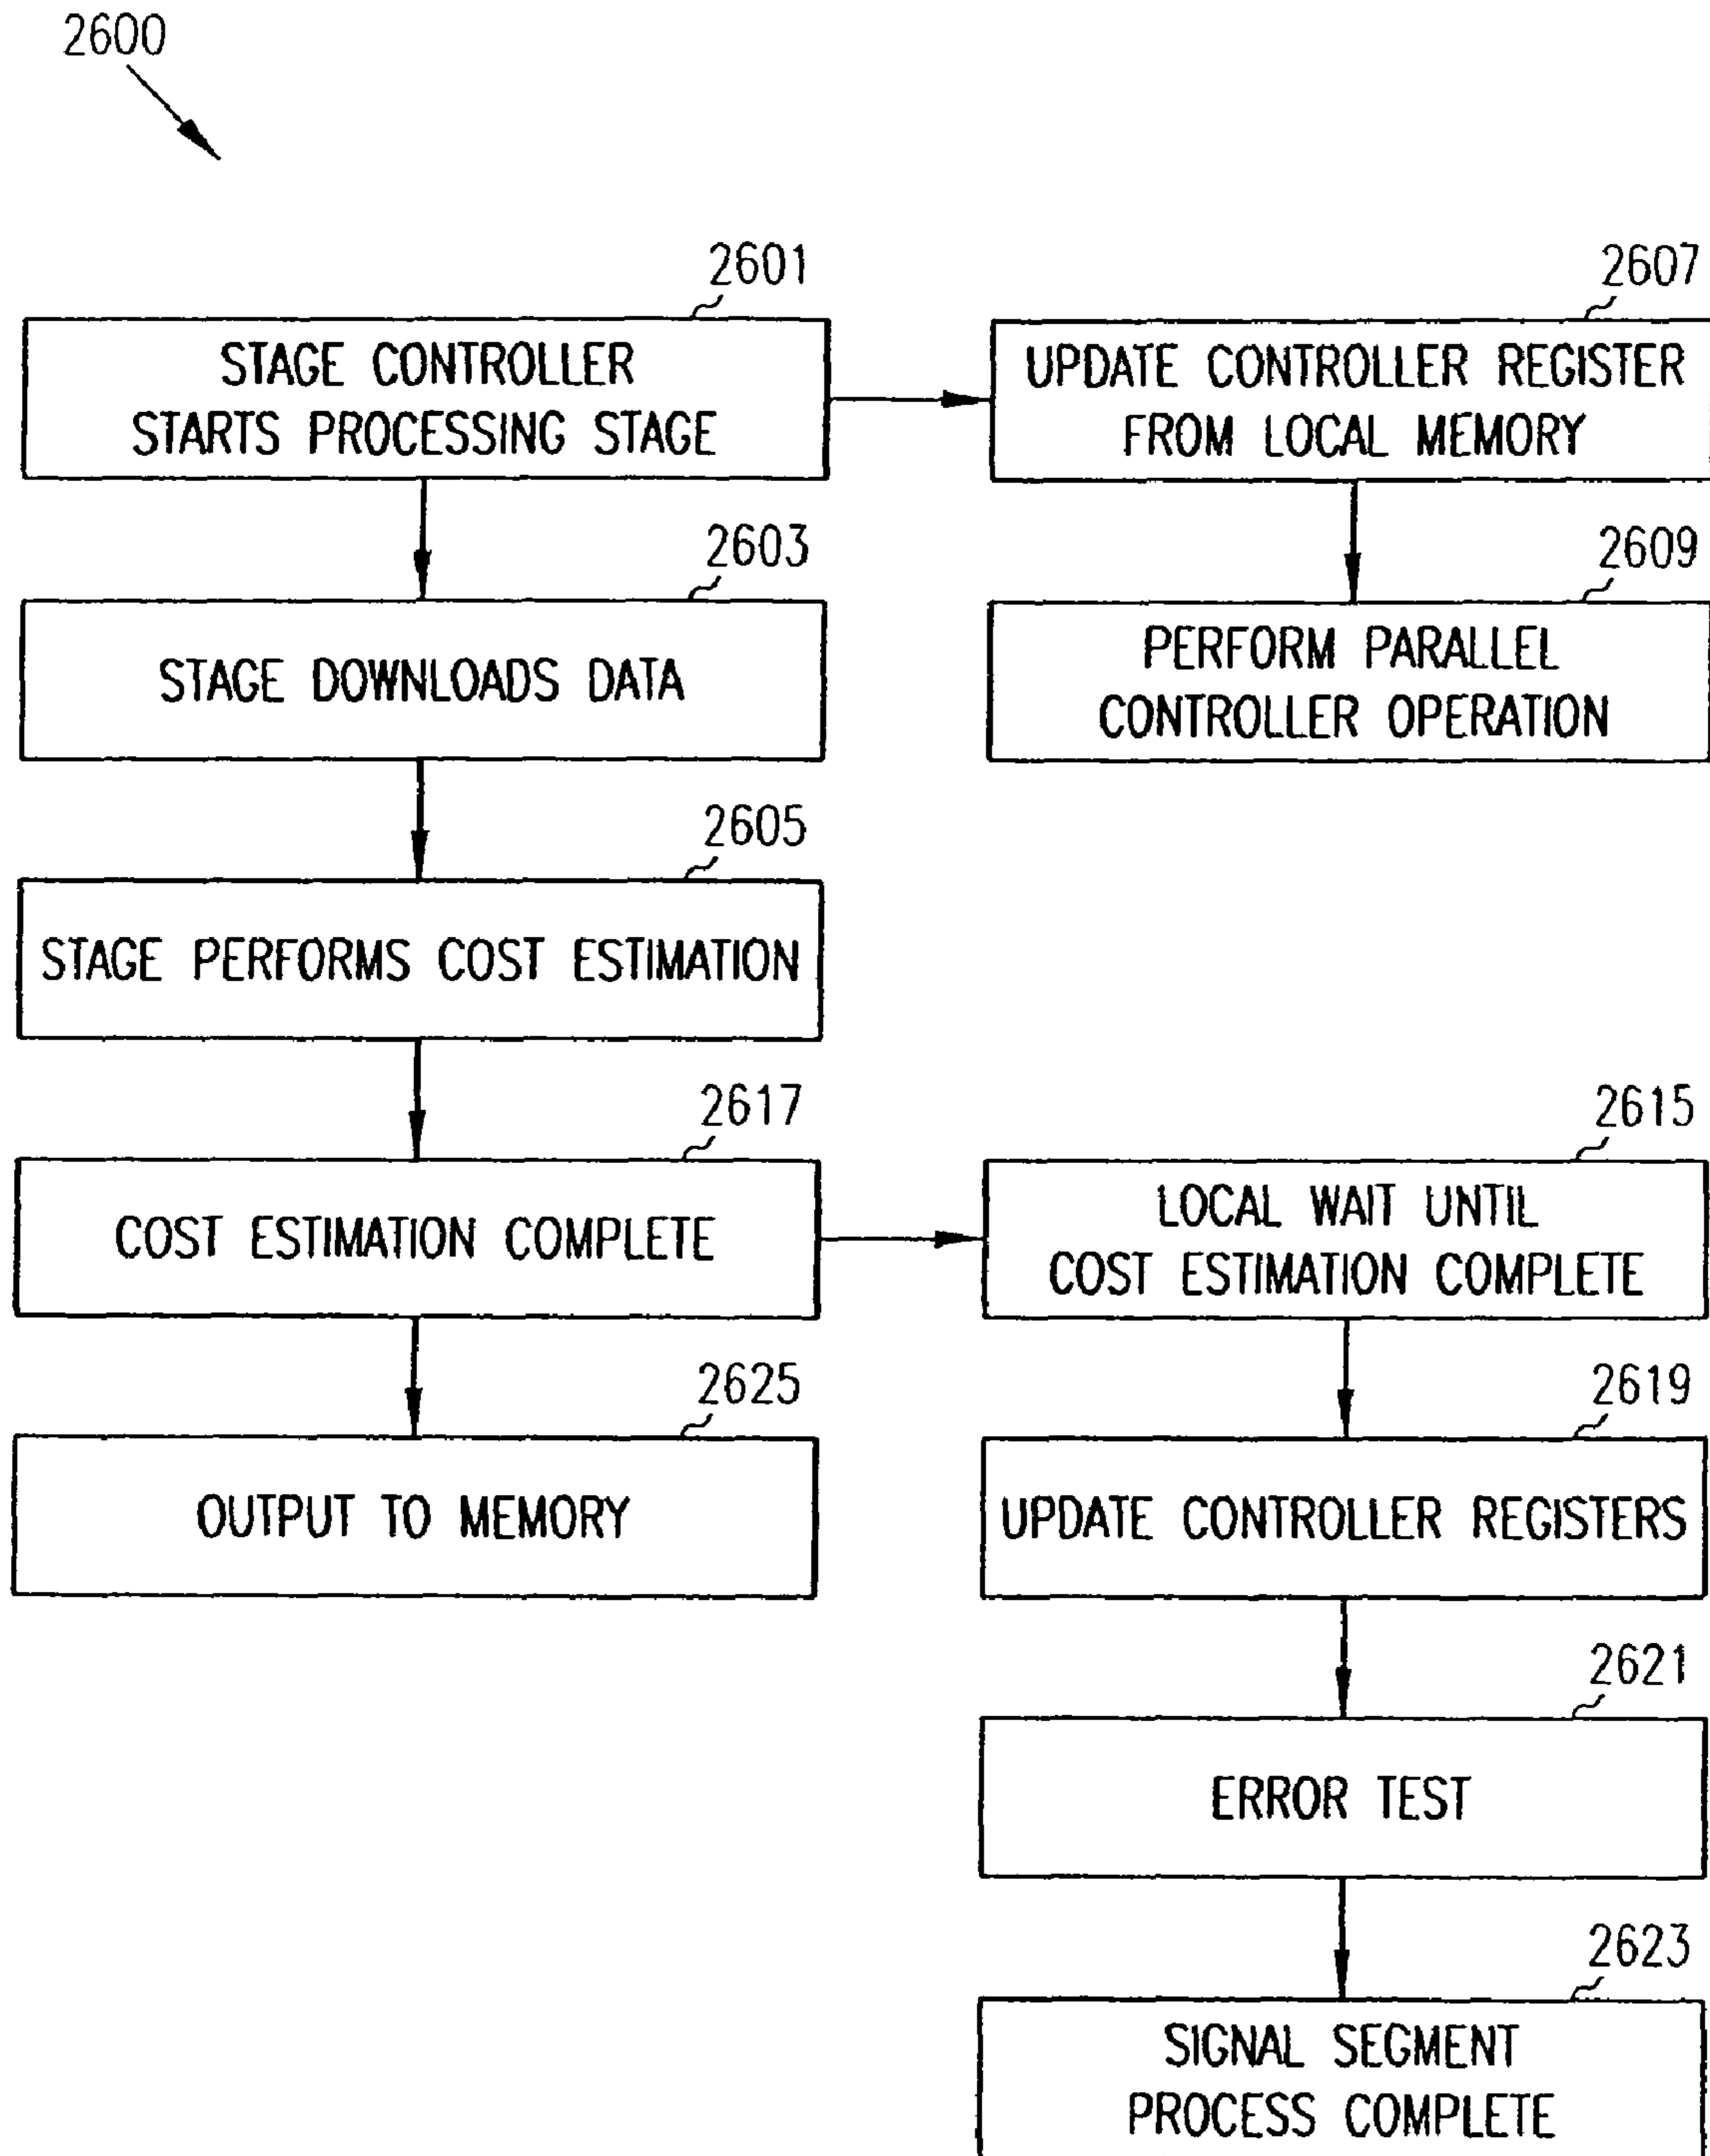 2600
2601
STAGE CONTROLLER
STARTS PROCESSING STAGE
2607
UPDATE CONTROLLER REGISTER
FROM LOCAL MEMORY
2603
STAGE DOWNLOADS DATA
2609
PERFORM PARALLEL
CONTROLLER OPERATION
2605
STAGE PERFORMS COST ESTIMATION
2617
COST ESTIMATION COMPLETE
2615
LOCAL WAIT UNTIL
COST ESTIMATION COMPLETE
2625
OUTPUT TO MEMORY
2619
UPDATE CONTROLLER REGISTERS
2621
ERROR TEST
2623
SIGNAL SEGMENT
PROCESS COMPLETE